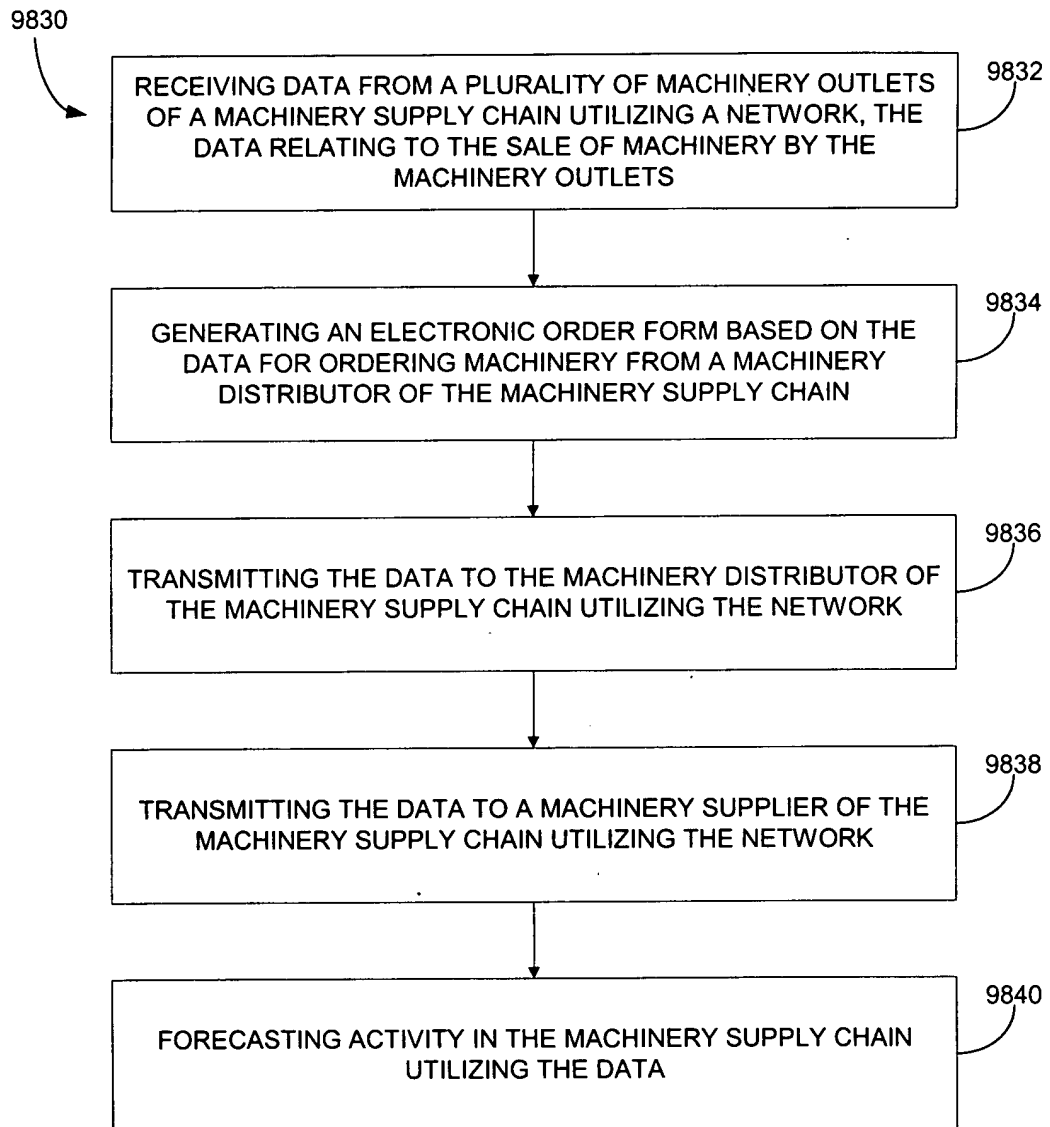 9830
RECEIVING DATA FROM A PLURALITY OF MACHINERY OUTLETS
OF A MACHINERY SUPPLY CHAIN UTILIZING A NETWORK, THE
DATA RELATING TO THE SALE OF MACHINERY BY THE
MACHINERY OUTLETS
9832
GENERATING AN ELECTRONIC ORDER FORM BASED ON THE
DATA FOR ORDERING MACHINERY FROM A MACHINERY
DISTRIBUTOR OF THE MACHINERY SUPPLY CHAIN
9834
TRANSMITTING THE DATA TO THE MACHINERY DISTRIBUTOR OF
THE MACHINERY SUPPLY CHAIN UTILIZING THE NETWORK
9836
TRANSMITTING THE DATA TO A MACHINERY SUPPLIER OF THE
MACHINERY SUPPLY CHAIN UTILIZING THE NETWORK
9838
FORECASTING ACTIVITY IN THE MACHINERY SUPPLY CHAIN
UTILIZING THE DATA
9840